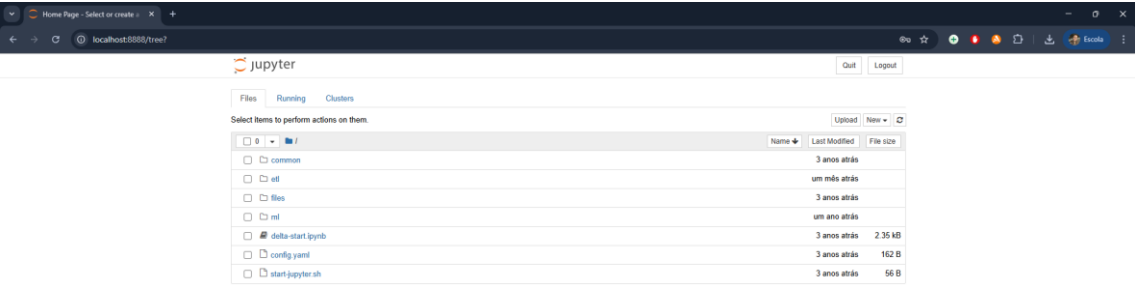 Home Page - Select or create a
localhost:8888/tree?
Escola
jupyter
Quit Logout
Files Running Clusters
Select items to perform actions on them.
Upload New
0 / Name Last Modified File size
common 3 anos atrás
etl um mês atrás
files 3 anos atrás
ml um ano atrás
delta-start.ipynb 3 anos atrás 2.35 kB
config.yaml 3 anos atrás 162 B
start-jupyter.sh 3 anos atrás 56 B